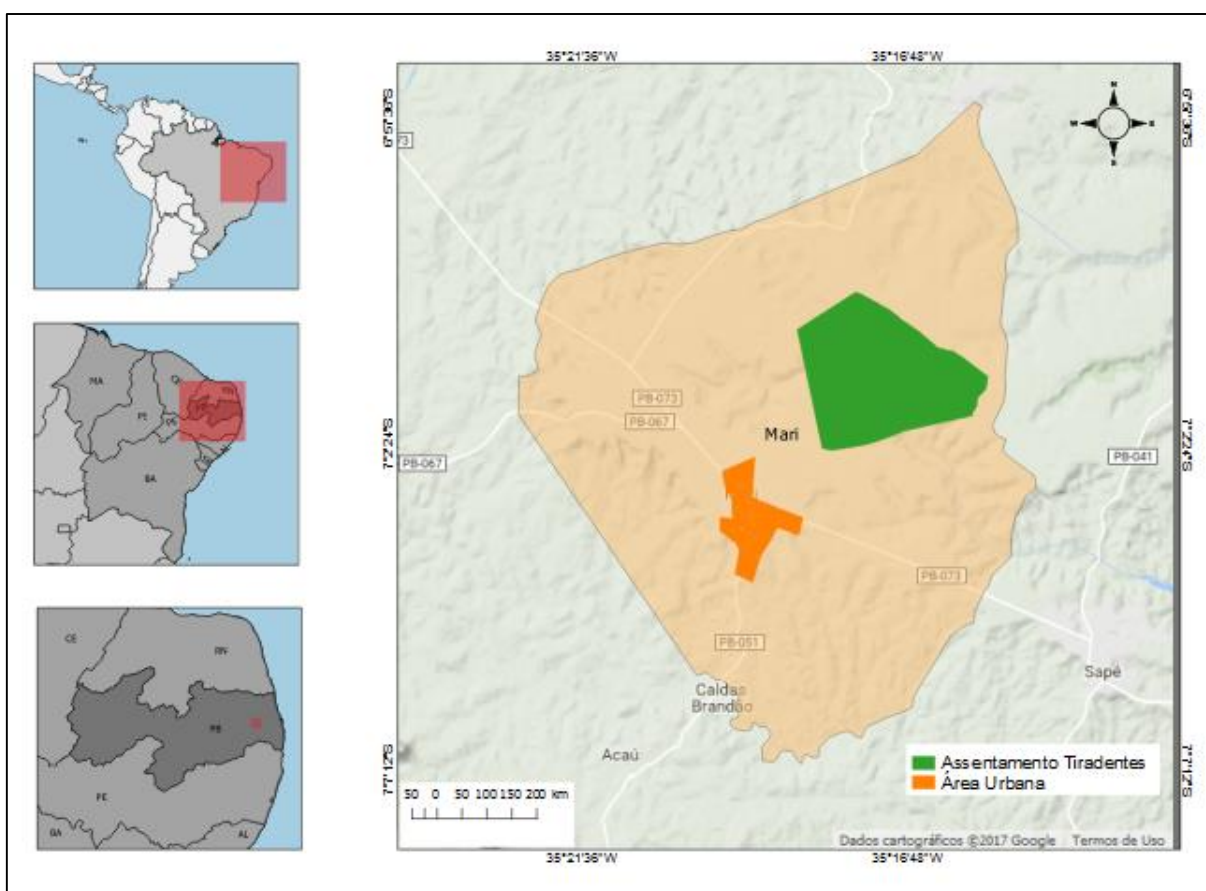 35°21'36"W
35°16'48"W
6°57'36"S
6°57'36"S
N
W
E
S
PB-073
PB-067
PB-067
PB-041
Mari
7°2'24"S
7°2'24"S
PB-073
PB-051
Sapé
Caldas
Brandão
Acaú
7°7'12"S
7°7'12"S
Assentamento Tiradentes
Área Urbana
50 0 50 100 150 200 km
Dados cartográficos ©2017 Google
Termos de Uso
35°21'36"W
35°16'48"W
MA
PI
BA
CE
RN
PB
PE
BA
AL